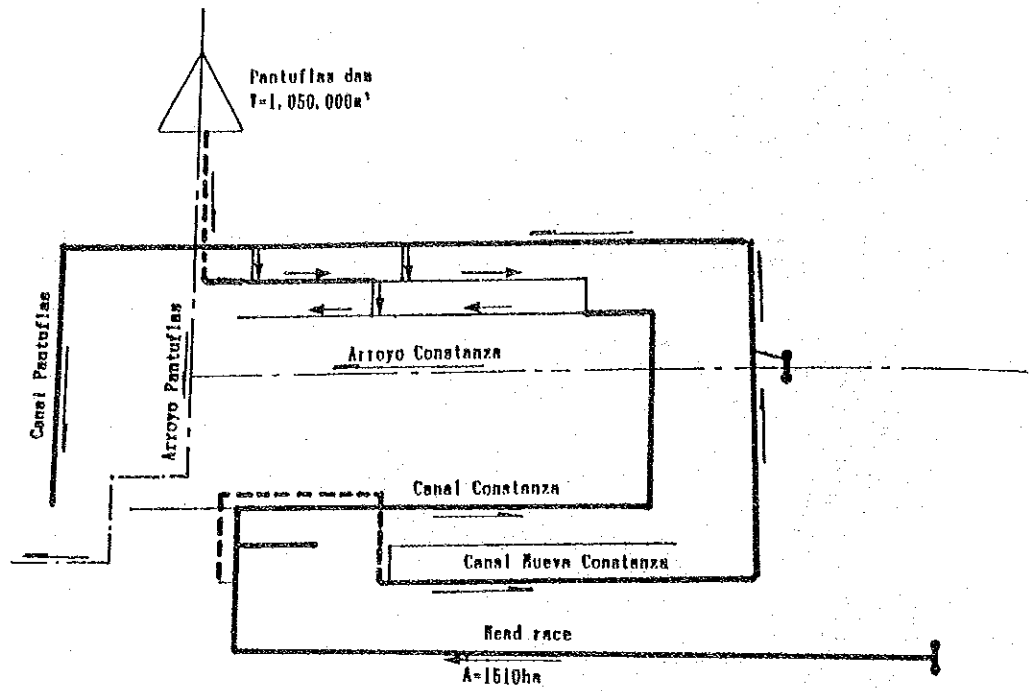 Pantuflas dam
V=1,050,000m³
Canal Pantuflas
Arroyo Pantuflas
Arroyo Constanza
Canal Constanza
Canal Nueva Constanza
Head race
A=1610ha